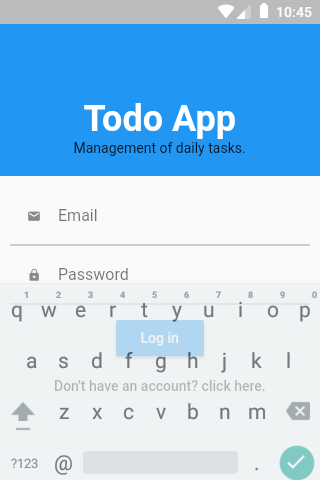 10:45
Todo App
Management of daily tasks.
Email
Password
1 2 3 4 5 6 7 8 9 0
q w e r t y u i o p
Log in
a s d f g h j k l
Don't have an account? click here.
z x c v b n m
?123 @ .